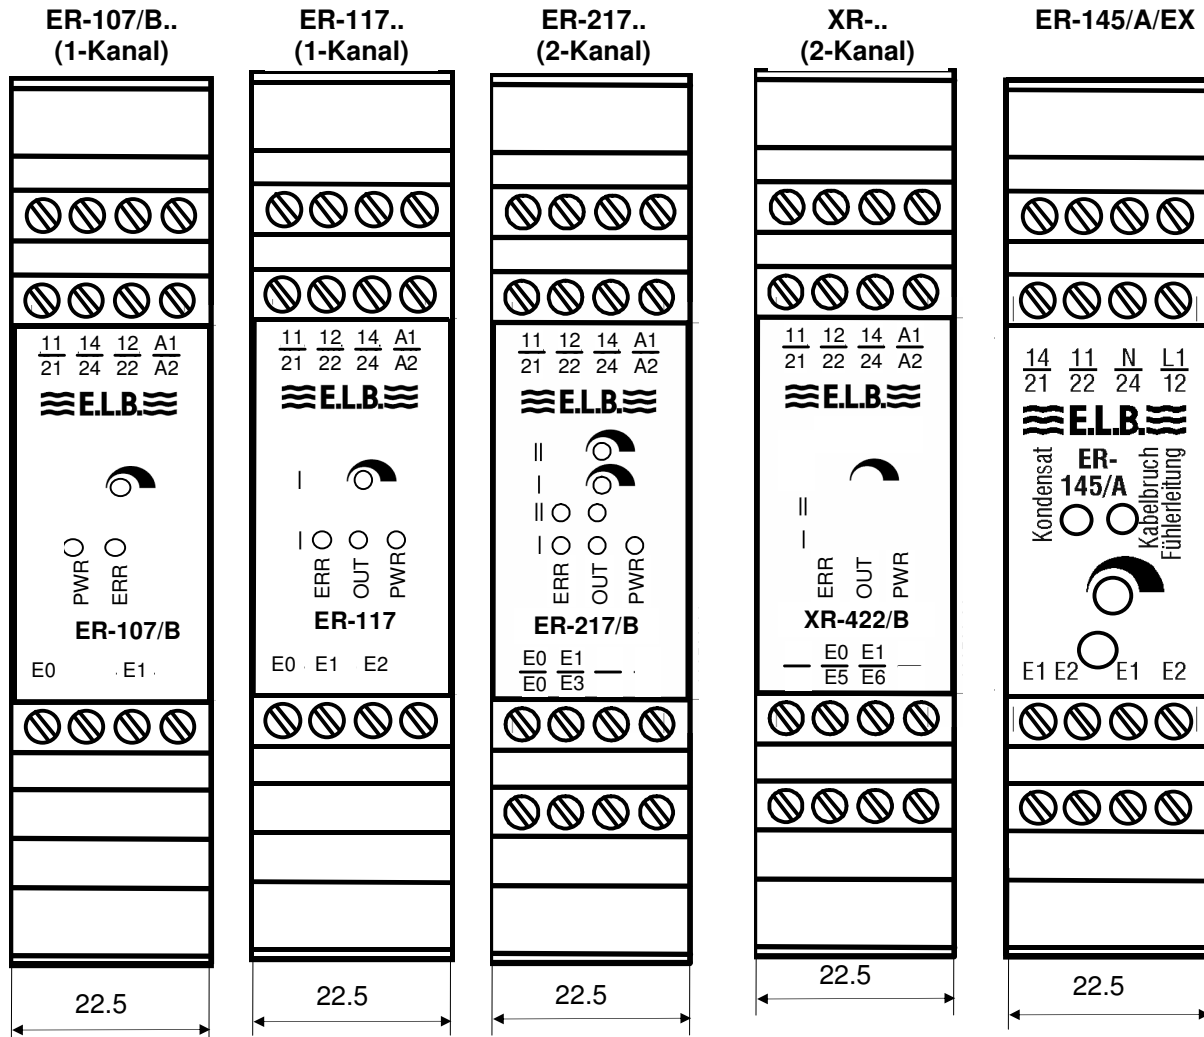 ER-107/B..
(1-Kanal)
11 14 12 A1
21 24 22 A2
E.L.B.
PWR
ERR
ER-107/B
E0 E1
22.5
ER-117..
(1-Kanal)
11 12 14 A1
21 22 24 A2
E.L.B.
I
I
ERR
OUT
PWR
ER-117
E0 E1 E2
22.5
ER-217..
(2-Kanal)
11 12 14 A1
21 22 24 A2
E.L.B.
II
I
II
I
ERR
OUT
PWR
ER-217/B
E0 E1
E0 E3
22.5
XR-..
(2-Kanal)
11 12 14 A1
21 22 24 A2
E.L.B.
II
I
ERR
OUT
PWR
XR-422/B
E0 E1
E5 E6
22.5
ER-145/A/EX
14 11 N L1
21 22 24 12
E.L.B.
ER-
145/A
Kondensat
Kabelbruch
Fühlerleitung
E1 E2 E1 E2
22.5